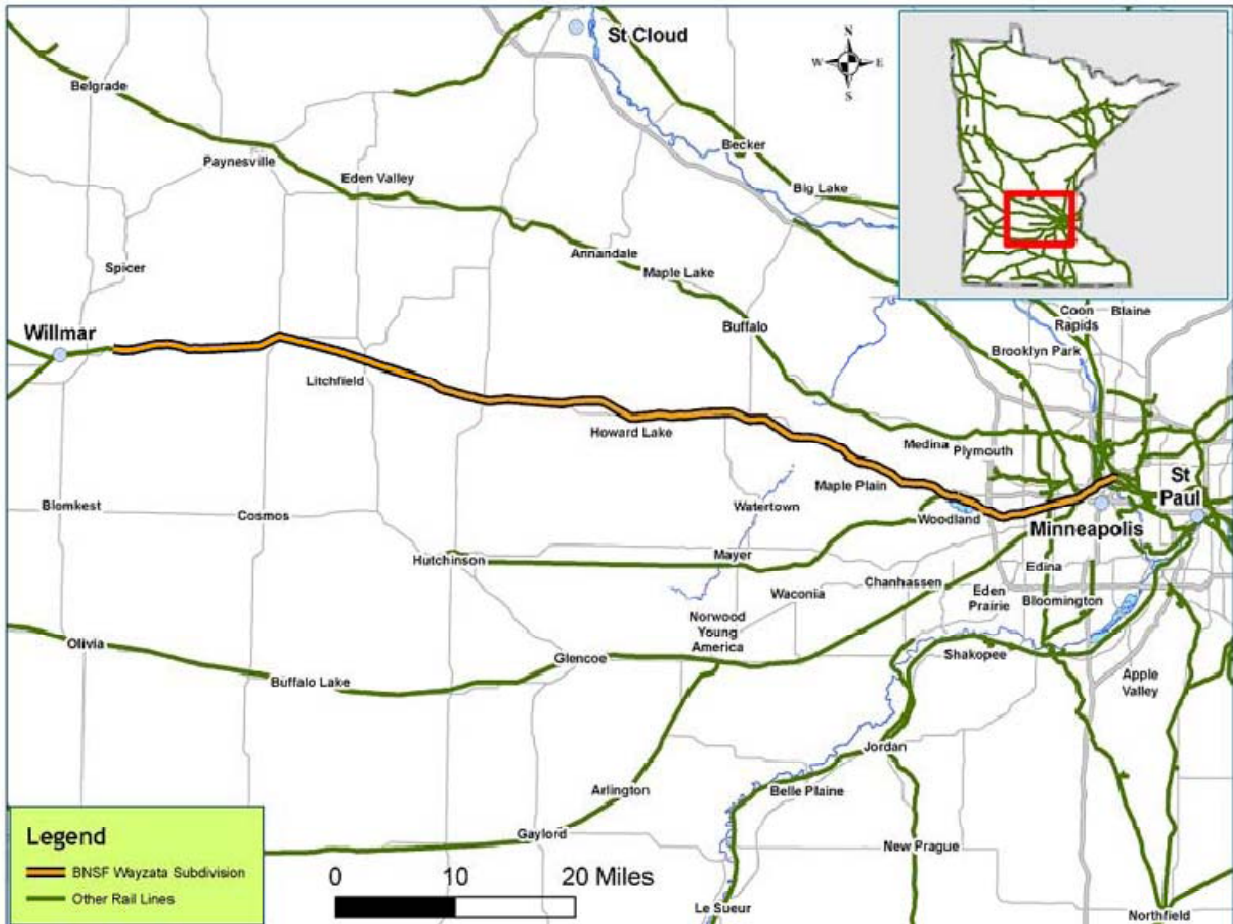 St Cloud
N
W E
S
Belgrade
Becker
Paynesville
Eden Valley
Big Lake
Annandale
Spicer
Maple Lake
Coon
Rapids
Blaine
Willmar
Buffalo
Brooklyn Park
Litchfield
Howard Lake
Medina
Plymouth
St
Paul
Maple Plain
Blomkest
Cosmos
Watertown
Woodland
Minneapolis
Hutchinson
Mayer
Edina
Chanhassen
Waconia
Eden
Prairie
Bloomington
Norwood
Young
America
Olivia
Glencoe
Shakopee
Buffalo Lake
Apple
Valley
Jordan
Arlington
Belle Plaine
Gaylord
New Prague
Le Sueur
Northfield
Legend
BNSF Wayzata Subdivision
Other Rail Lines
0 10 20 Miles